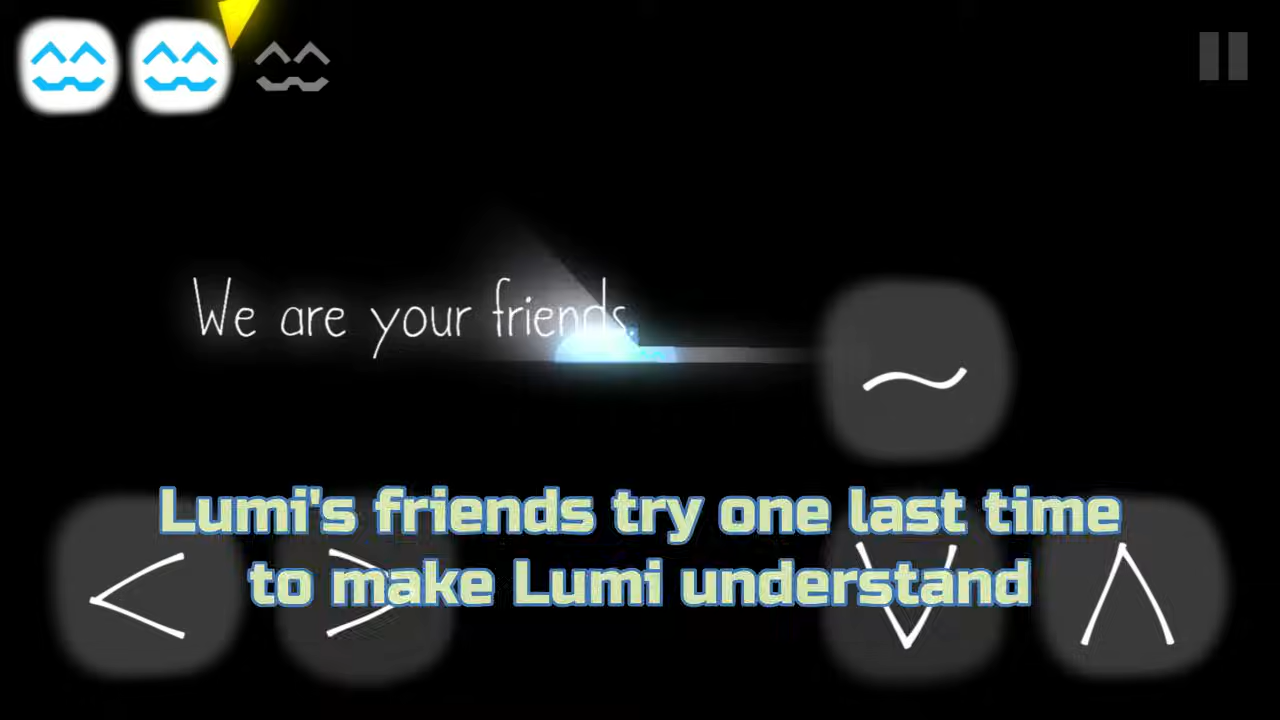 We are your friends.
Lumi's friends try one last time
to make Lumi understand